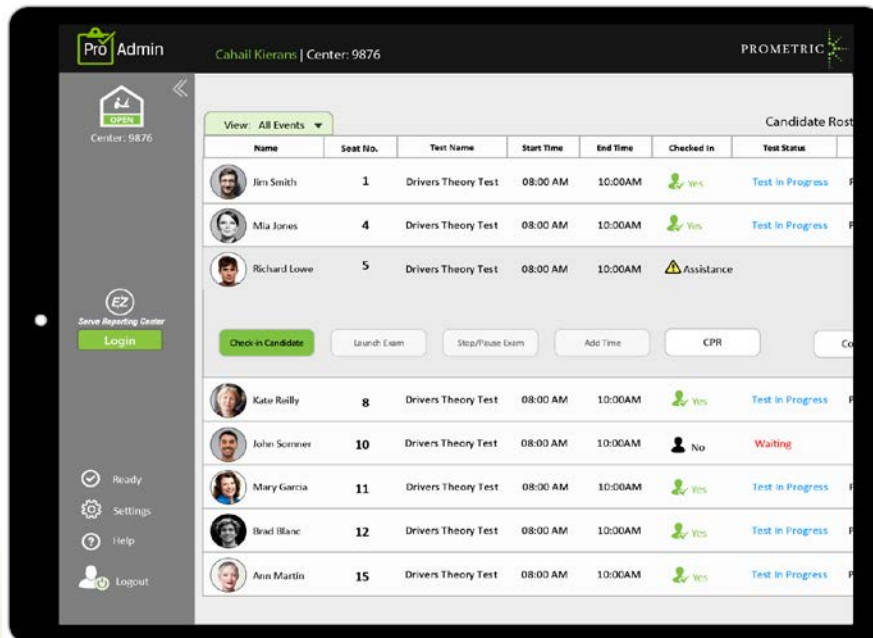 Pro Admin
Cahail Kierans | Center: 9876
PROMETRIC
OPEN
Center: 9876
View: All Events
Candidate Rost
Name Seat No. Test Name Start Time End Time Checked In Test Status
Jim Smith 1 Drivers Theory Test 08:00 AM 10:00AM Yes Test In Progress P
Mia Jones 4 Drivers Theory Test 08:00 AM 10:00AM Yes Test In Progress P
Richard Lowe 5 Drivers Theory Test 08:00 AM 10:00AM Assistance
EZ
Serve Reporting Center
Login
Check-in Candidate Launch Exam Stop/Pause Exam Add Time CPR Co
Kate Reilly 8 Drivers Theory Test 08:00 AM 10:00AM Yes Test In Progress P
John Somner 10 Drivers Theory Test 08:00 AM 10:00AM No Waiting
Mary Garcia 11 Drivers Theory Test 08:00 AM 10:00AM Yes Test In Progress P
Brad Blanc 12 Drivers Theory Test 08:00 AM 10:00AM Yes Test In Progress P
Ann Martin 15 Drivers Theory Test 08:00 AM 10:00AM Yes Test In Progress P
Ready
Settings
Help
Logout